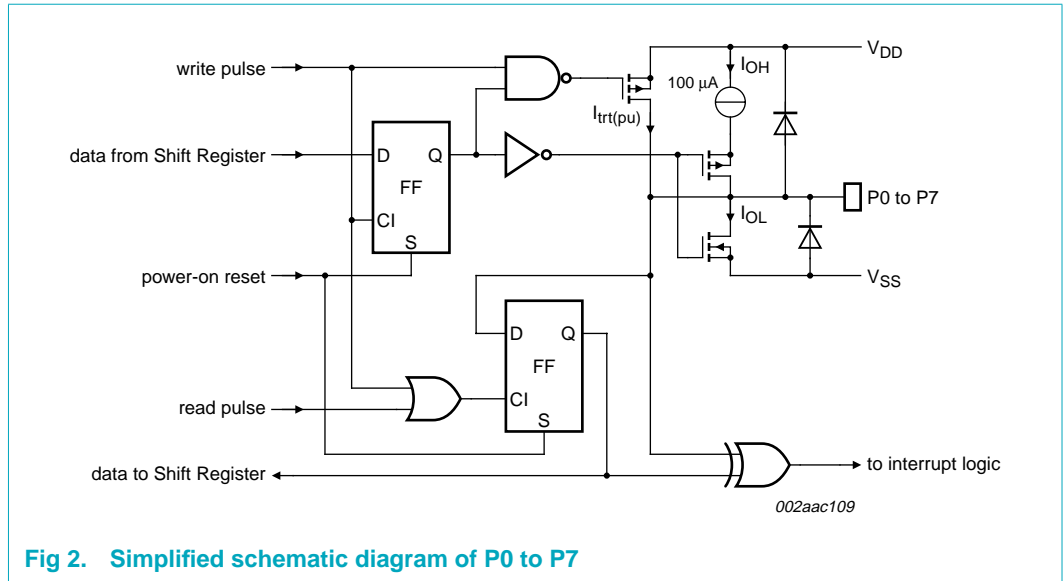 write pulse
data from Shift Register
power-on reset
read pulse
data to Shift Register
D Q
FF
CI
S
D Q
FF
CI
S
100 μA
IOH
VDD
Itrt(pu)
P0 to P7
IOL
VSS
to interrupt logic
002aac109
Fig 2. Simplified schematic diagram of P0 to P7